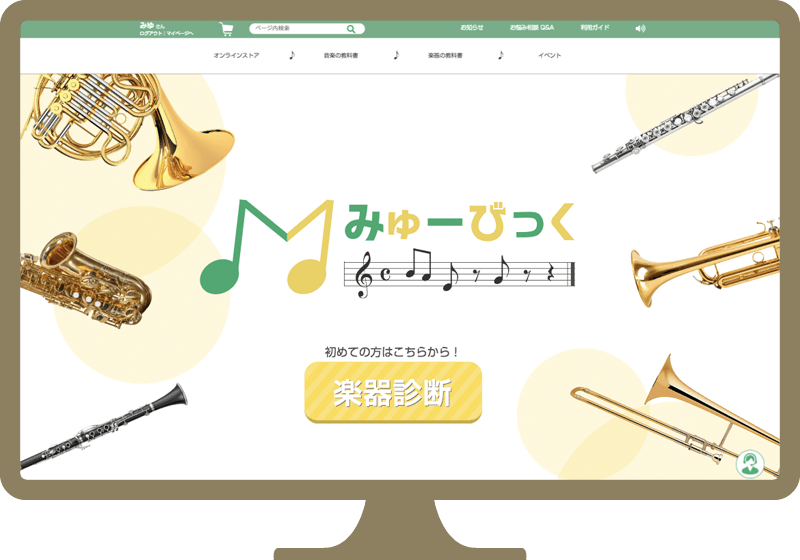 みゅ さん
ログアウト｜マイページへ
ページ内検索
お知らせ
お悩み相談 Q&A
利用ガイド
オンラインストア
音楽の教科書
楽器の教科書
イベント
みゅーびっく
初めての方はこちらから！
楽器診断